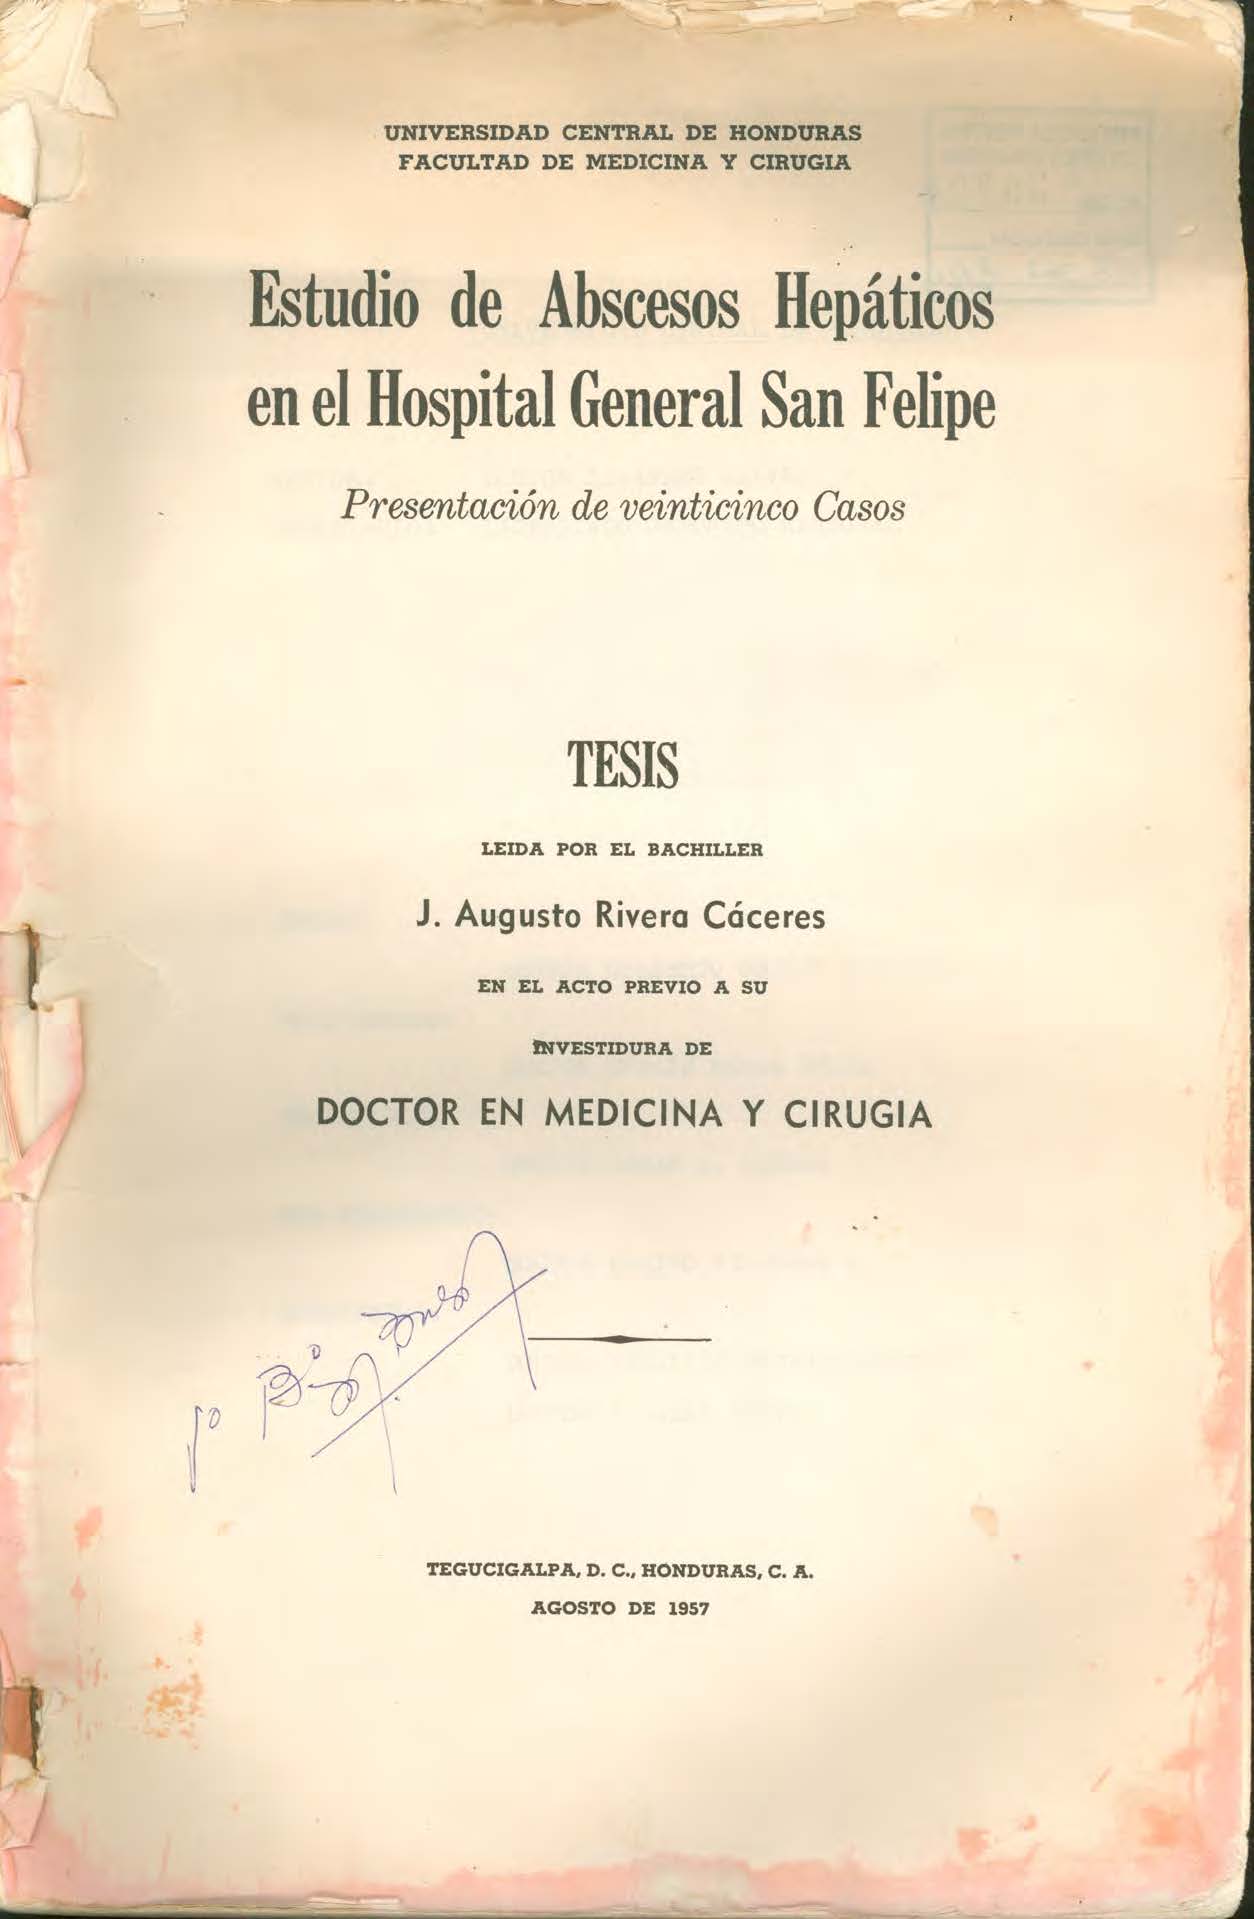 UNIVERSIDAD CENTRAL DE HONDURAS
FACULTAD DE MEDICINA Y CIRUGIA
Estudio de Abscesos Hepáticos
en el Hospital General San Felipe
Presentación de veinticinco Casos
TESIS
LEIDA POR EL BACHILLER
J. Augusto Rivera Cáceres
EN EL ACTO PREVIO A SU
INVESTIDURA DE
DOCTOR EN MEDICINA Y CIRUGIA
TEGUCIGALPA, D. C., HONDURAS, C. A.
AGOSTO DE 1957